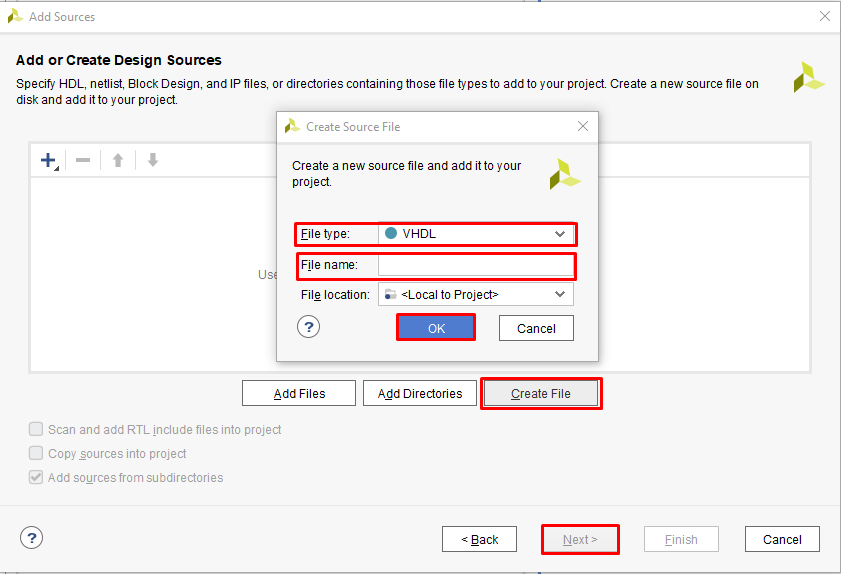 Add Sources
Add or Create Design Sources
Specify HDL, netlist, Block Design, and IP files, or directories containing those file types to add to your project. Create a new source file on
disk and add it to your project.
Create Source File
Create a new source file and add it to your
project.
File type: VHDL
File name:
Use
File location: <Local to Project>
? OK Cancel
Add Files Add Directories Create File
Scan and add RTL include files into project
Copy sources into project
Add sources from subdirectories
? < Back Next > Finish Cancel